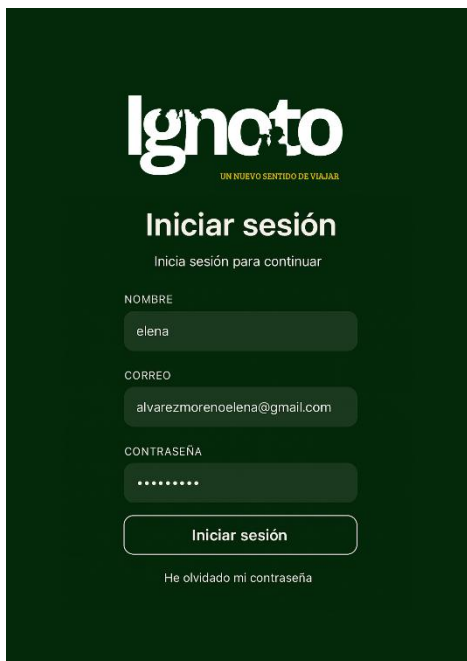 Ignoto
UN NUEVO SENTIDO DE VIAJAR
Iniciar sesión
Inicia sesión para continuar
NOMBRE
elena
CORREO
alvarezmorenoelena@gmail.com
CONTRASEÑA
•••••••••
Iniciar sesión
He olvidado mi contraseña